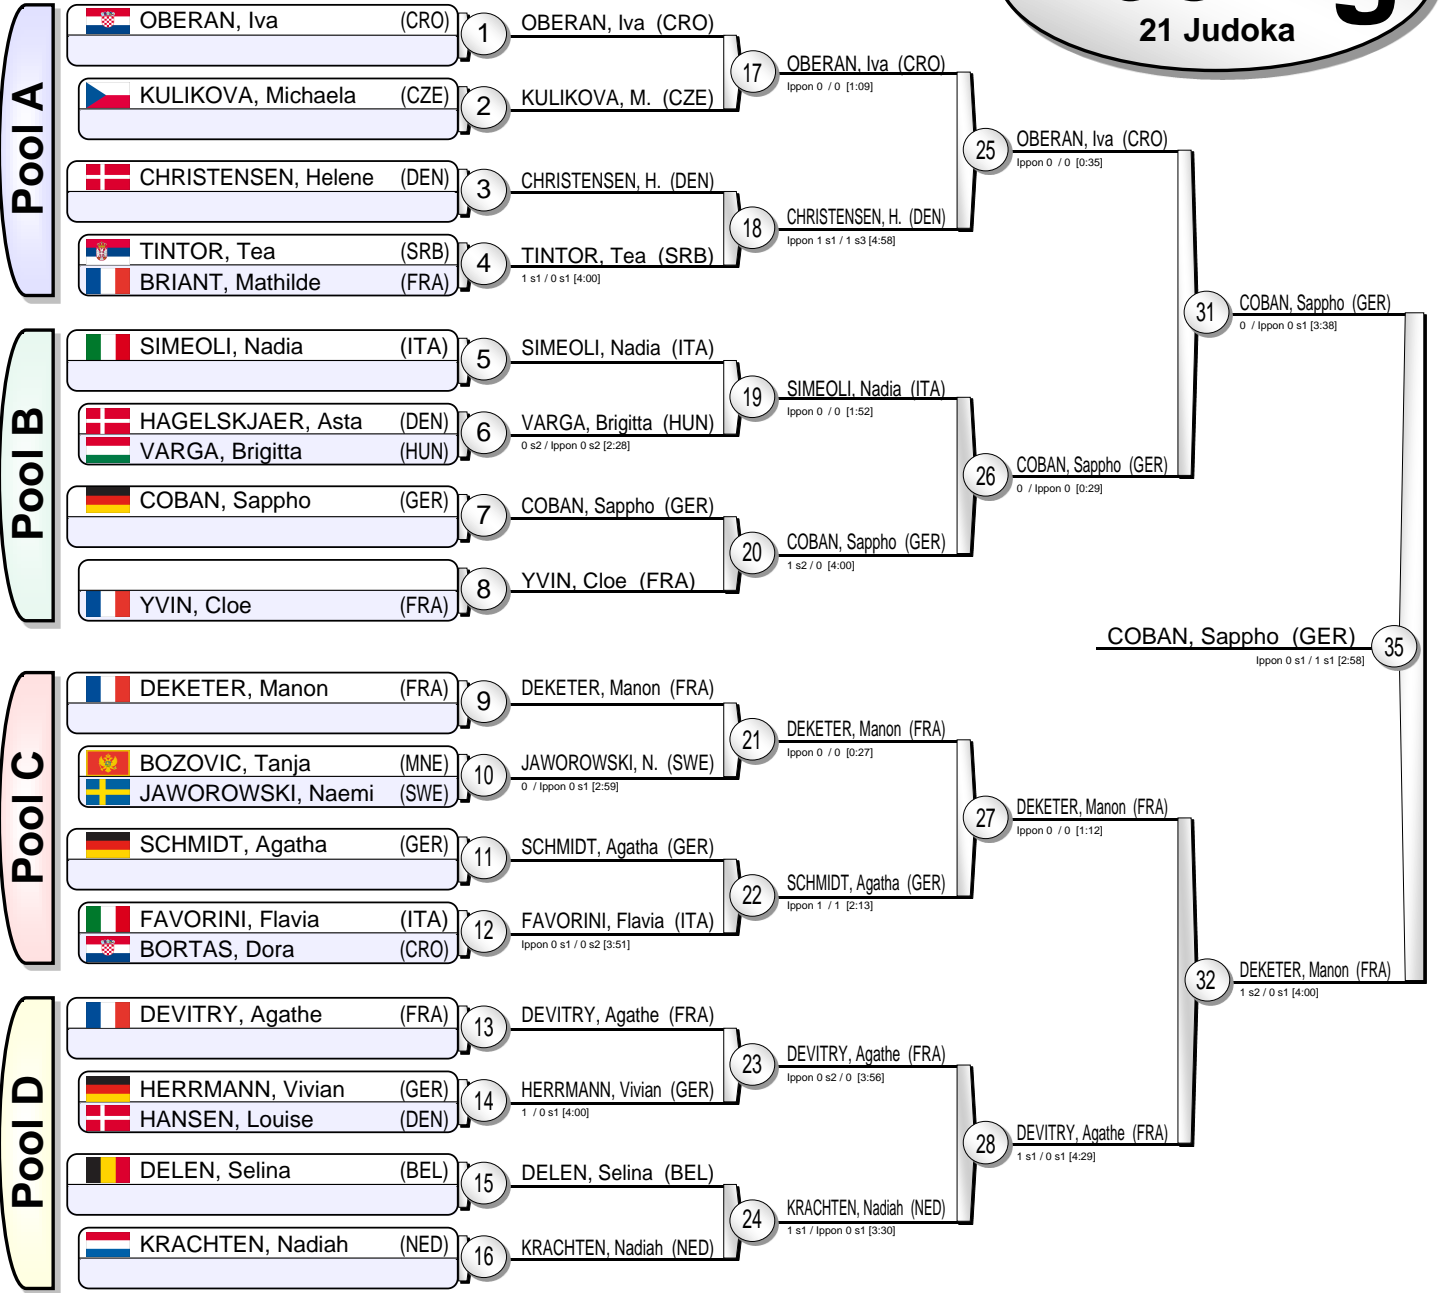 21 Judoka
Pool A
OBERAN, Iva (CRO)
1
KULIKOVA, Michaela (CZE)
2
CHRISTENSEN, Helene (DEN)
3
TINTOR, Tea (SRB)
BRIANT, Mathilde (FRA)
4
Pool B
SIMEOLI, Nadia (ITA)
5
HAGELSKJAER, Asta (DEN)
VARGA, Brigitta (HUN)
6
COBAN, Sappho (GER)
7
YVIN, Cloe (FRA)
8
Pool C
DEKETER, Manon (FRA)
9
BOZOVIC, Tanja (MNE)
JAWOROWSKI, Naemi (SWE)
10
SCHMIDT, Agatha (GER)
11
FAVORINI, Flavia (ITA)
BORTAS, Dora (CRO)
12
Pool D
DEVITRY, Agathe (FRA)
13
HERRMANN, Vivian (GER)
HANSEN, Louise (DEN)
14
DELEN, Selina (BEL)
15
KRACHTEN, Nadiah (NED)
16
OBERAN, Iva (CRO)
KULIKOVA, M. (CZE)
17
CHRISTENSEN, H. (DEN)
TINTOR, Tea (SRB)
1 s1 / 0 s1 [4:00]
18
SIMEOLI, Nadia (ITA)
VARGA, Brigitta (HUN)
0 s2 / Ippon 0 s2 [2:28]
19
COBAN, Sappho (GER)
YVIN, Cloe (FRA)
20
DEKETER, Manon (FRA)
JAWOROWSKI, N. (SWE)
0 / Ippon 0 s1 [2:59]
21
SCHMIDT, Agatha (GER)
FAVORINI, Flavia (ITA)
Ippon 0 s1 / 0 s2 [3:51]
22
DEVITRY, Agathe (FRA)
HERRMANN, Vivian (GER)
1 / 0 s1 [4:00]
23
DELEN, Selina (BEL)
KRACHTEN, Nadiah (NED)
24
OBERAN, Iva (CRO)
Ippon 0 / 0 [1:09]
CHRISTENSEN, H. (DEN)
Ippon 1 s1 / 1 s3 [4:58]
25
SIMEOLI, Nadia (ITA)
Ippon 0 / 0 [1:52]
COBAN, Sappho (GER)
1 s2 / 0 [4:00]
26
DEKETER, Manon (FRA)
Ippon 0 / 0 [0:27]
SCHMIDT, Agatha (GER)
Ippon 1 / 1 [2:13]
27
DEVITRY, Agathe (FRA)
Ippon 0 s2 / 0 [3:56]
KRACHTEN, Nadiah (NED)
1 s1 / Ippon 0 s1 [3:30]
28
OBERAN, Iva (CRO)
Ippon 0 / 0 [0:35]
COBAN, Sappho (GER)
0 / Ippon 0 [0:29]
31
DEKETER, Manon (FRA)
Ippon 0 / 0 [1:12]
DEVITRY, Agathe (FRA)
1 s1 / 0 s1 [4:29]
32
COBAN, Sappho (GER)
0 / Ippon 0 s1 [3:38]
DEKETER, Manon (FRA)
1 s2 / 0 s1 [4:00]
COBAN, Sappho (GER)
Ippon 0 s1 / 1 s1 [2:58]
35